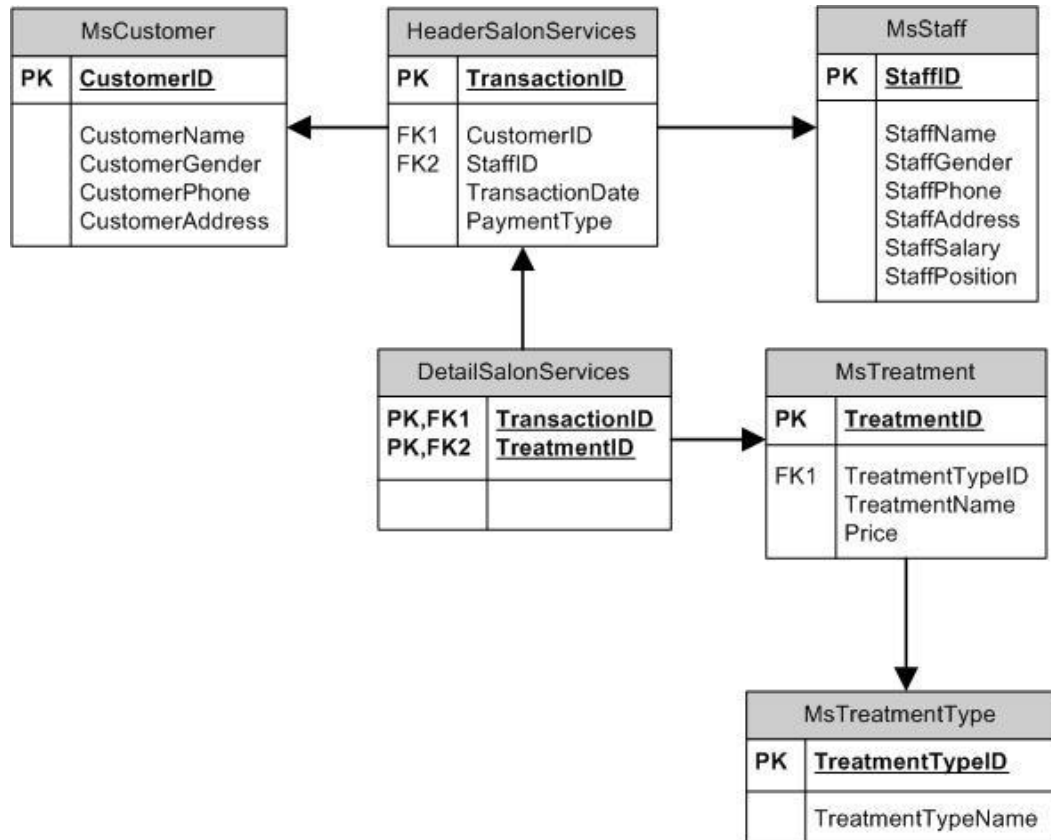 MsCustomer
PK CustomerID
CustomerName
CustomerGender
CustomerPhone
CustomerAddress
HeaderSalonServices
PK TransactionID
FK1 CustomerID
FK2 StaffID
TransactionDate
PaymentType
MsStaff
PK StaffID
StaffName
StaffGender
StaffPhone
StaffAddress
StaffSalary
StaffPosition
DetailSalonServices
PK,FK1 TransactionID
PK,FK2 TreatmentID
MsTreatment
PK TreatmentID
FK1 TreatmentTypeID
TreatmentName
Price
MsTreatmentType
PK TreatmentTypeID
TreatmentTypeName